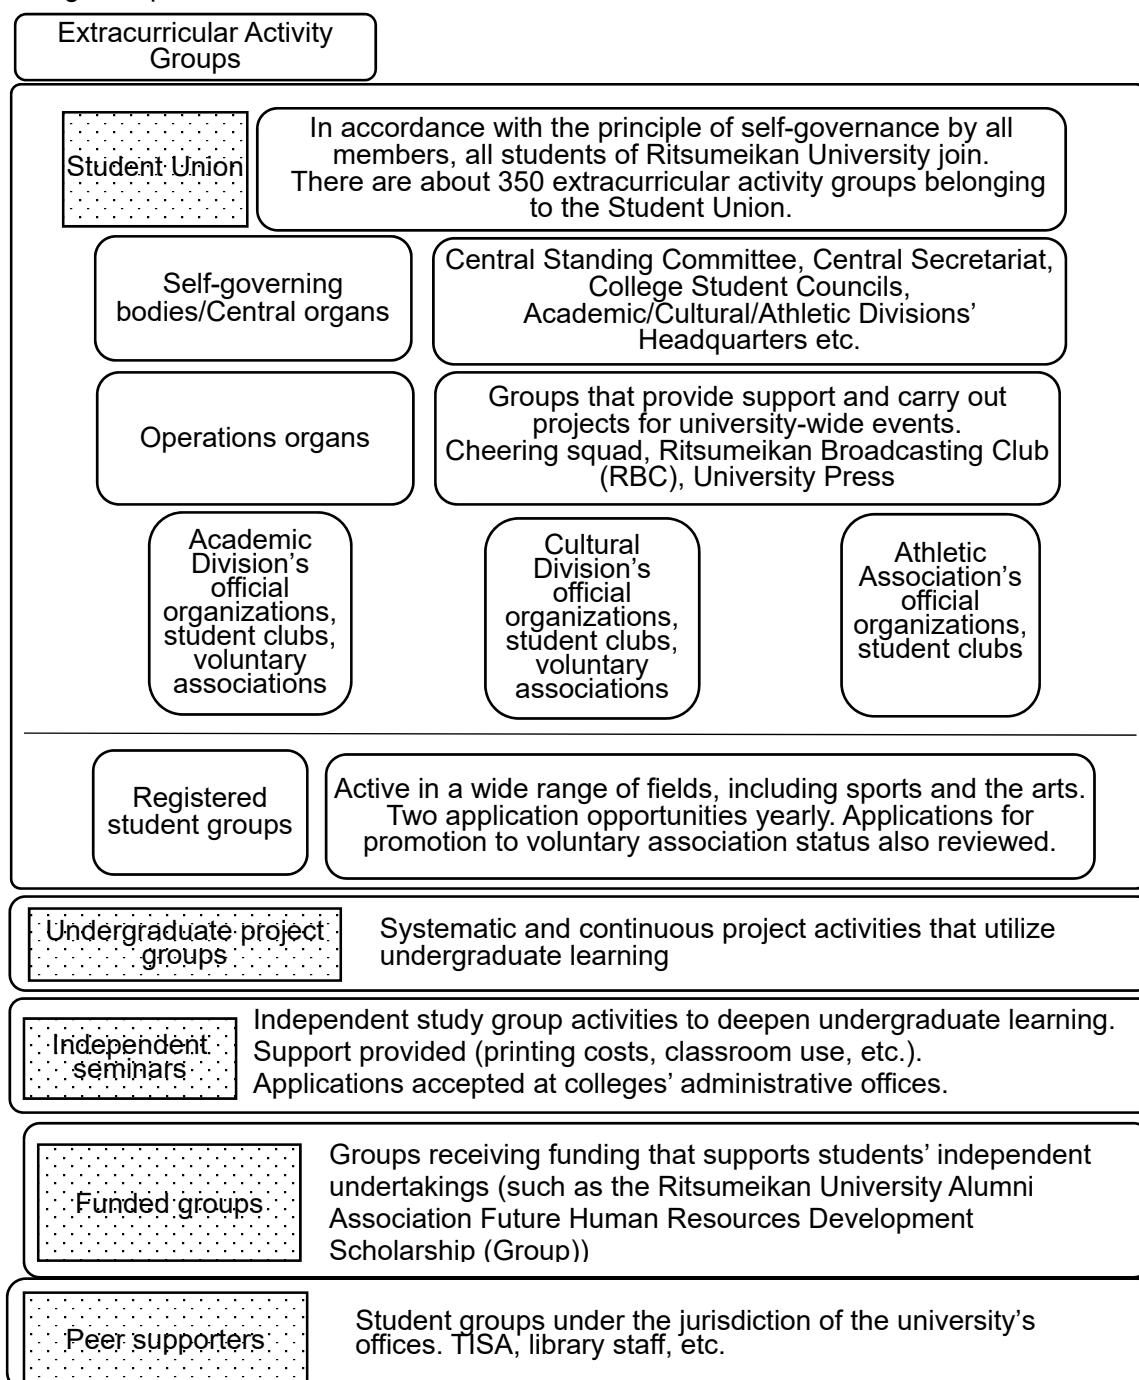 Extracurricular Activity
Groups
Student Union
In accordance with the principle of self-governance by all
members, all students of Ritsumeikan University join.
There are about 350 extracurricular activity groups belonging
to the Student Union.
Self-governing
bodies/Central organs
Central Standing Committee, Central Secretariat,
College Student Councils,
Academic/Cultural/Athletic Divisions’
Headquarters etc.
Operations organs
Groups that provide support and carry out
projects for university-wide events.
Cheering squad, Ritsumeikan Broadcasting Club
(RBC), University Press
Academic
Division’s
official
organizations,
student clubs,
voluntary
associations
Cultural
Division’s
official
organizations,
student clubs,
voluntary
associations
Athletic
Association’s
official
organizations,
student clubs
Registered
student groups
Active in a wide range of fields, including sports and the arts.
Two application opportunities yearly. Applications for
promotion to voluntary association status also reviewed.
Undergraduate project
groups
Systematic and continuous project activities that utilize
undergraduate learning
Independent
seminars
Independent study group activities to deepen undergraduate learning.
Support provided (printing costs, classroom use, etc.).
Applications accepted at colleges’ administrative offices.
Funded groups
Groups receiving funding that supports students’ independent
undertakings (such as the Ritsumeikan University Alumni
Association Future Human Resources Development
Scholarship (Group))
Peer supporters
Student groups under the jurisdiction of the university’s
offices. TISA, library staff, etc.